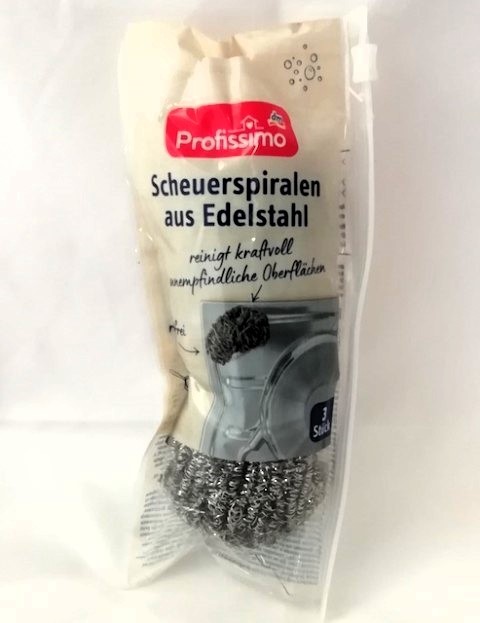 dm
Profissimo
Scheuerspiralen
aus Edelstahl
reinigt kraftvoll
unempfindliche Oberflächen
3
Stück